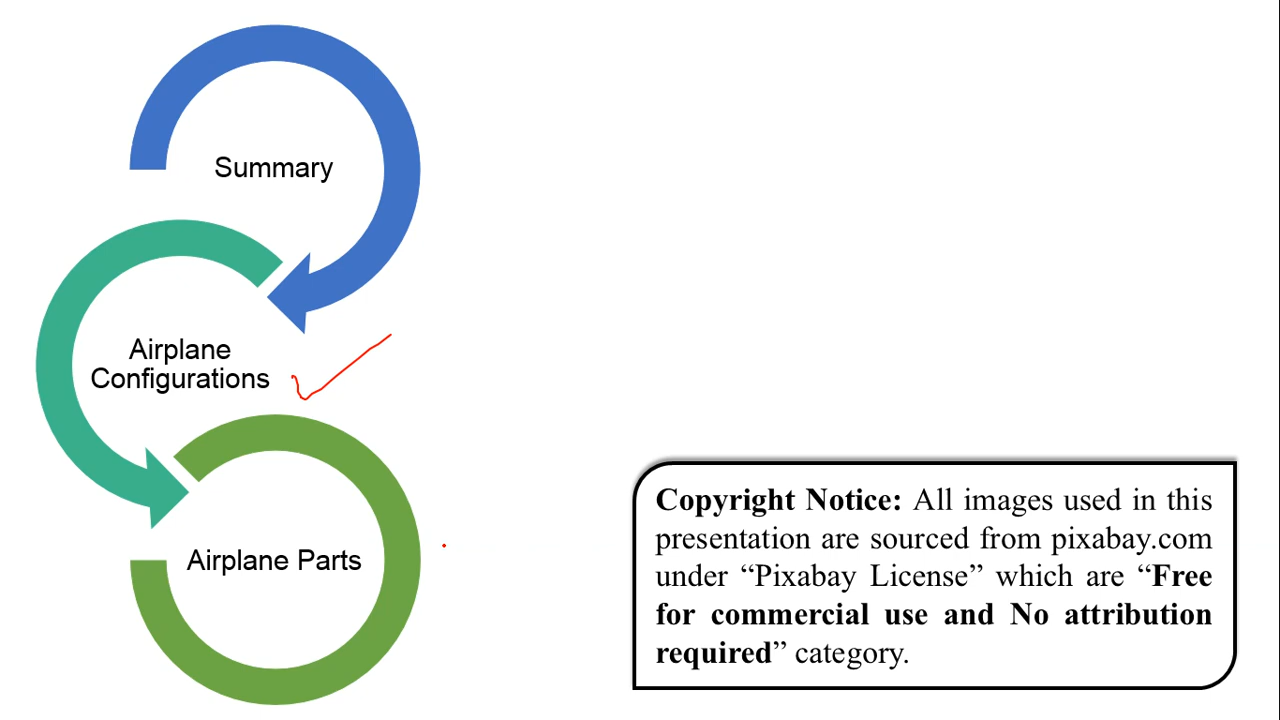 Summary
Airplane
Configurations
Airplane Parts
Copyright Notice: All images used in this
presentation are sourced from pixabay.com
under “Pixabay License” which are “Free
for commercial use and No attribution
required” category.